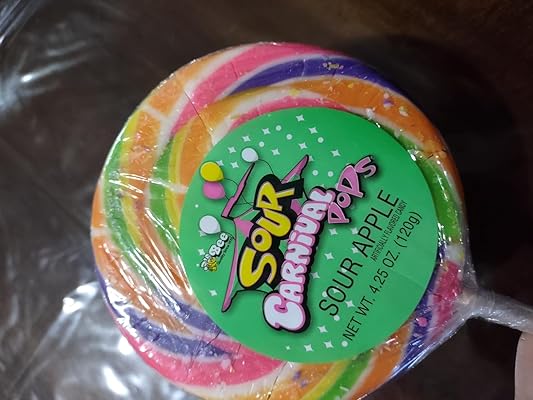 Bee
SOUR
CARNIVAL
POPS
SOUR APPLE
ARTIFICIALLY FLAVORED CANDY
NET WT. 4.25 OZ. (120g)